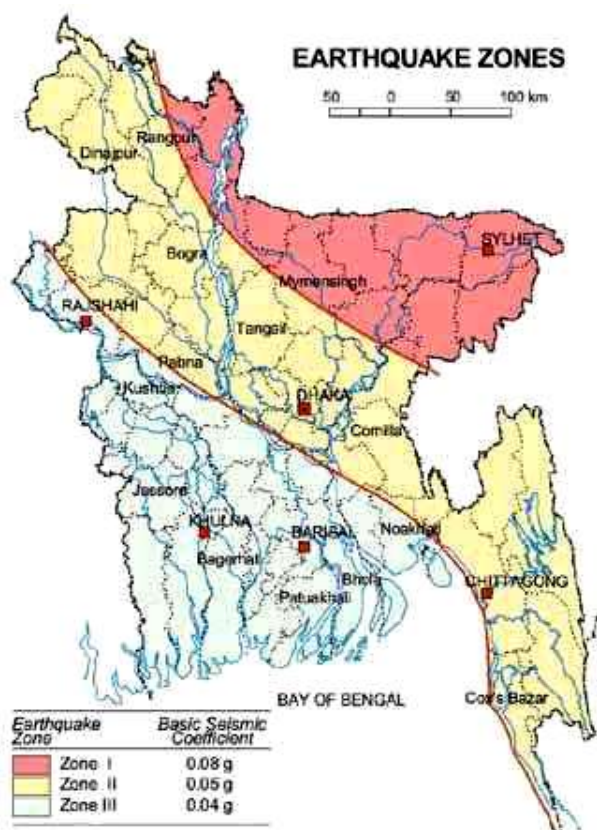 EARTHQUAKE ZONES
50 0 50 100 km
Rangpur
Dinajpur
SYLHET
Bogra
Mymensingh
RAJSHAHI
Tangail
Pabna
Kushtia
DHAKA
Comilla
Jessore
KHULNA
BARISAL
Noakhali
Bagerhat
Bhola
CHITTAGONG
Patuakhali
BAY OF BENGAL
Cox's Bazar
Earthquake Zone
Basic Seismic Coefficient
Zone I 0.08 g
Zone II 0.05 g
Zone III 0.04 g